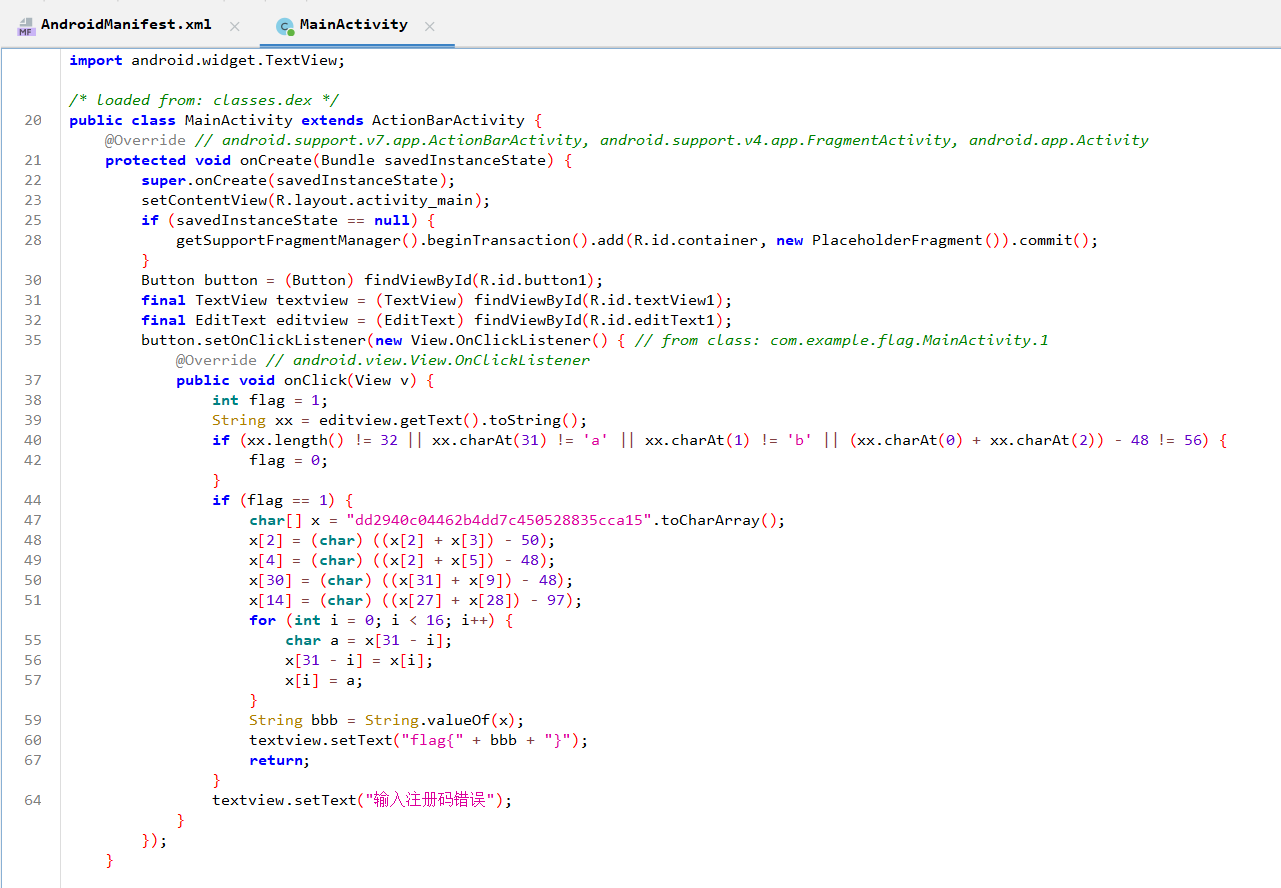 AndroidManifest.xml MainActivity
import android.widget.TextView;
/* loaded from: classes.dex */
20 public class MainActivity extends ActionBarActivity {
@Override // android.support.v7.app.ActionBarActivity, android.support.v4.app.FragmentActivity, android.app.Activity
21 protected void onCreate(Bundle savedInstanceState) {
22 super.onCreate(savedInstanceState);
23 setContentView(R.layout.activity_main);
25 if (savedInstanceState == null) {
28 getSupportFragmentManager().beginTransaction().add(R.id.container, new PlaceholderFragment()).commit();
}
30 Button button = (Button) findViewById(R.id.button1);
31 final TextView textview = (TextView) findViewById(R.id.textView1);
32 final EditText editview = (EditText) findViewById(R.id.editText1);
35 button.setOnClickListener(new View.OnClickListener() { // from class: com.example.flag.MainActivity.1
@Override // android.view.View.OnClickListener
37 public void onClick(View v) {
38 int flag = 1;
39 String xx = editview.getText().toString();
40 if (xx.length() != 32 || xx.charAt(31) != 'a' || xx.charAt(1) != 'b' || (xx.charAt(0) + xx.charAt(2)) - 48 != 56) {
42 flag = 0;
}
44 if (flag == 1) {
47 char[] x = "dd2940c04462b4dd7c450528835cca15".toCharArray();
48 x[2] = (char) ((x[2] + x[3]) - 50);
49 x[4] = (char) ((x[2] + x[5]) - 48);
50 x[30] = (char) ((x[31] + x[9]) - 48);
51 x[14] = (char) ((x[27] + x[28]) - 97);
for (int i = 0; i < 16; i++) {
55 char a = x[31 - i];
56 x[31 - i] = x[i];
57 x[i] = a;
}
59 String bbb = String.valueOf(x);
60 textview.setText("flag{" + bbb + "}");
67 return;
}
64 textview.setText("输入注册码错误");
}
});
}